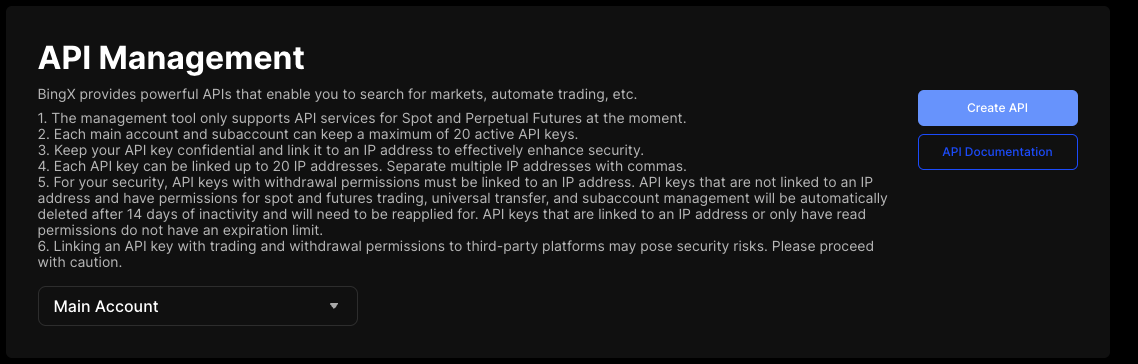 API Management
BingX provides powerful APIs that enable you to search for markets, automate trading, etc.
1. The management tool only supports API services for Spot and Perpetual Futures at the moment.
2. Each main account and subaccount can keep a maximum of 20 active API keys.
3. Keep your API key confidential and link it to an IP address to effectively enhance security.
4. Each API key can be linked up to 20 IP addresses. Separate multiple IP addresses with commas.
5. For your security, API keys with withdrawal permissions must be linked to an IP address. API keys that are not linked to an IP
address and have permissions for spot and futures trading, universal transfer, and subaccount management will be automatically
deleted after 14 days of inactivity and will need to be reapplied for. API keys that are linked to an IP address or only have read
permissions do not have an expiration limit.
6. Linking an API key with trading and withdrawal permissions to third-party platforms may pose security risks. Please proceed
with caution.
Main Account
Create API
API Documentation